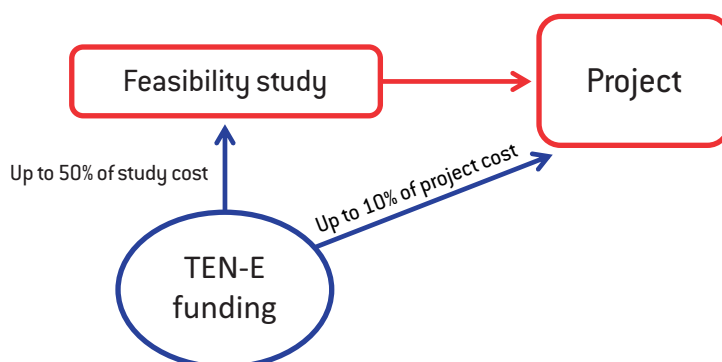 Feasibility study
Project
Up to 50% of study cost
Up to 10% of project cost
TEN-E
funding